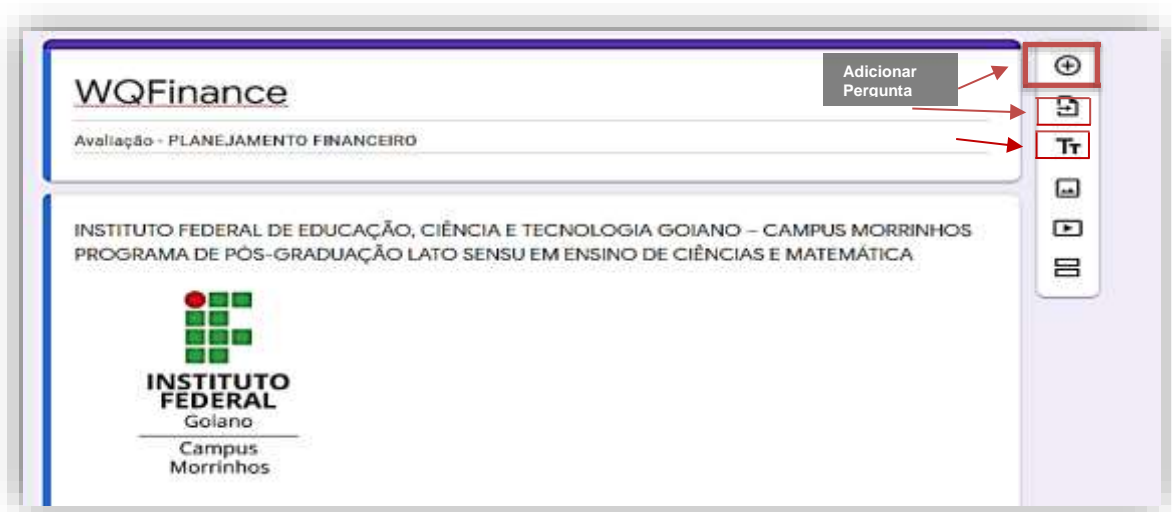 WQFinance
Avaliação - PLANEJAMENTO FINANCEIRO
Adicionar
Pergunta
Tт
INSTITUTO FEDERAL DE EDUCAÇÃO, CIÊNCIA E TECNOLOGIA GOIANO – CAMPUS MORRINHOS
PROGRAMA DE PÓS-GRADUAÇÃO LATO SENSU EM ENSINO DE CIÊNCIAS E MATEMÁTICA
INSTITUTO
FEDERAL
Goiano
Campus
Morrinhos